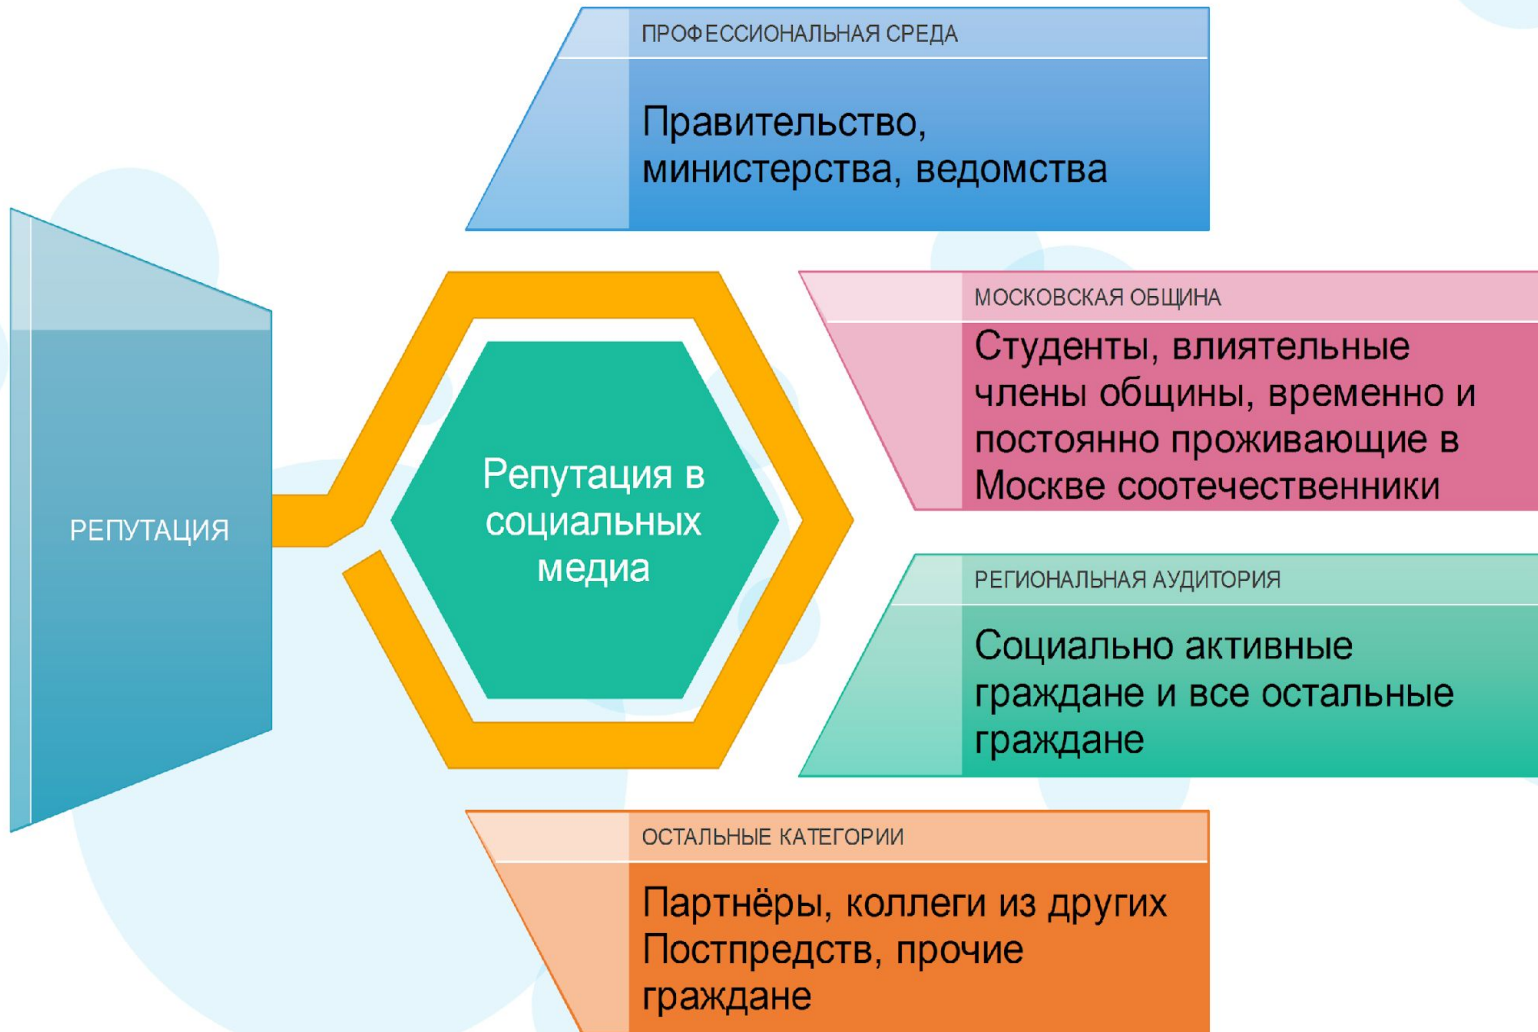 ПРОФЕССИОНАЛЬНАЯ СРЕДА
Правительство,
министерства, ведомства
РЕПУТАЦИЯ
Репутация в
социальных
медиа
МОСКОВСКАЯ ОБЩИНА
Студенты, влиятельные
члены общины, временно и
постоянно проживающие в
Москве соотечественники
РЕГИОНАЛЬНАЯ АУДИТОРИЯ
Социально активные
граждане и все остальные
граждане
ОСТАЛЬНЫЕ КАТЕГОРИИ
Партнёры, коллеги из других
Постпредств, прочие
граждане